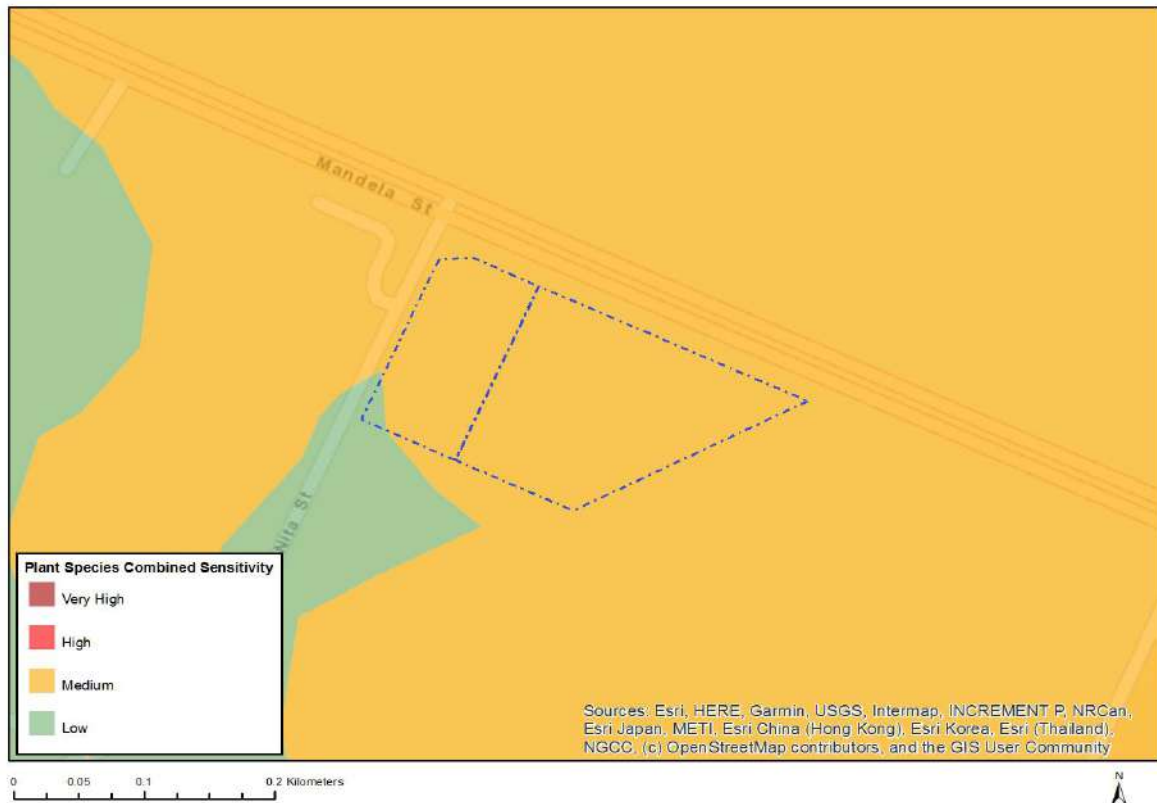 Mandela St
Nita St
Plant Species Combined Sensitivity
Very High
High
Medium
Low
Sources: Esri, HERE, Garmin, USGS, Intermap, INCREMENT P, NRCan,
Esri Japan, METI, Esri China (Hong Kong), Esri Korea, Esri (Thailand),
NGCC, (c) OpenStreetMap contributors, and the GIS User Community
0 0.05 0.1 0.2 Kilometers
N